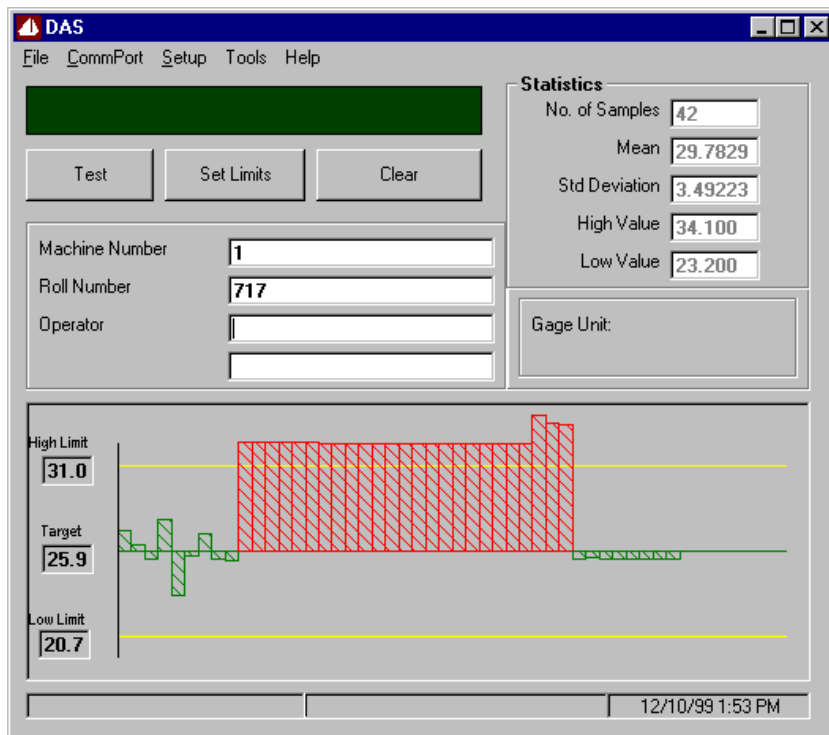 DAS
File CommPort Setup Tools Help
Test Set Limits Clear
Statistics
No. of Samples 42
Mean 29.7829
Std Deviation 3.49223
High Value 34.100
Low Value 23.200
Machine Number 1
Roll Number 717
Operator
Gage Unit:
High Limit
31.0
Target
25.9
Low Limit
20.7
12/10/99 1:53 PM